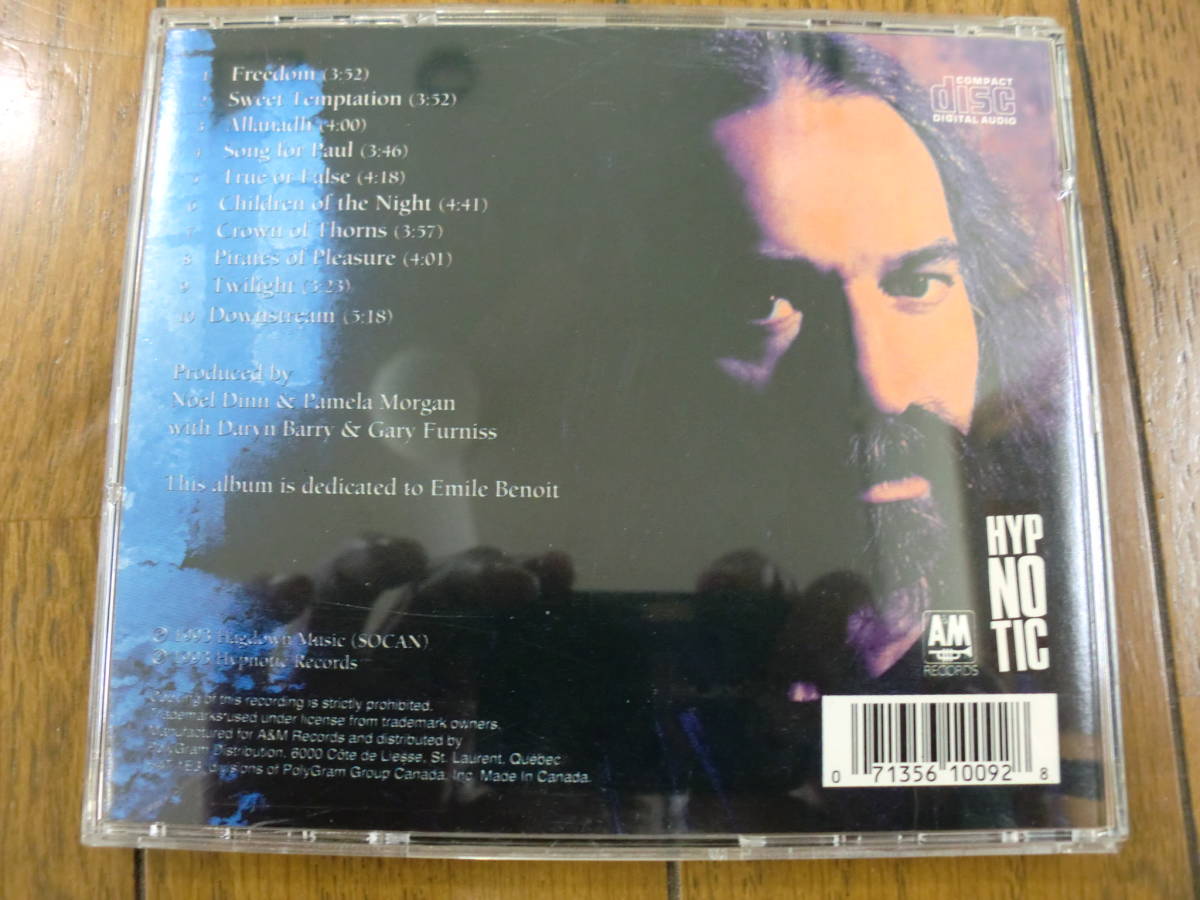 1 Freedom (3:52)
2 Sweet Temptation (3:52)
3 Allanadh (4:00)
4 Song for Paul (3:46)
5 True or False (4:18)
6 Children of the Night (4:41)
7 Crown of Thorns (3:57)
8 Pirates of Pleasure (4:01)
9 Twilight (3:23)
10 Downstream (5:18)
Produced by
Noel Dinn & Pamela Morgan
with Daryn Barry & Gary Furniss
This album is dedicated to Emile Benoit
℗ 1993 Hagdown Music (SOCAN)
© 1993 Hypnotic Records
Copying of this recording is strictly prohibited.
Trademarks used under license from trademark owners.
Manufactured for A&M Records and distributed by
PolyGram Distribution, 6000 Côte de Liesse, St. Laurent, Québec
divisions of PolyGram Group Canada, Inc. Made in Canada.
COMPACT
disc
DIGITAL AUDIO
HYP
NO
TIC
A&M
RECORDS
0 71356 10092 8